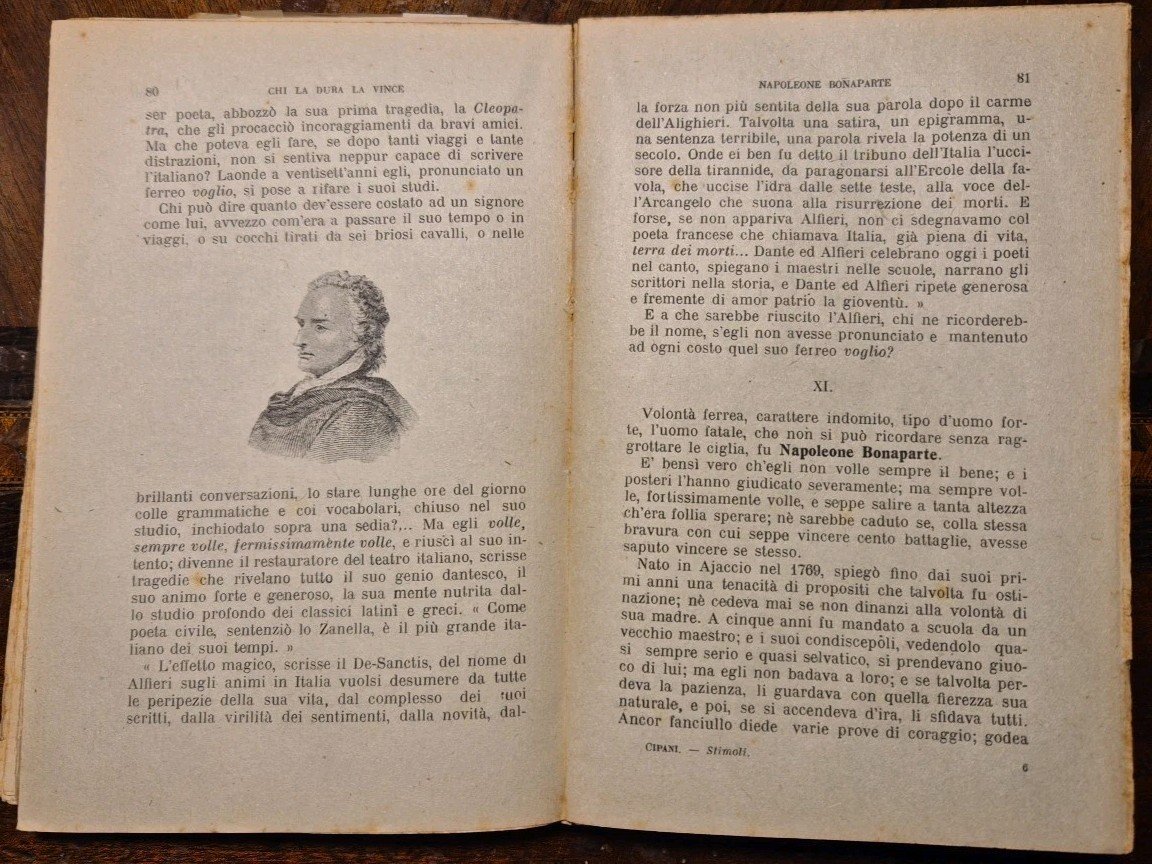 80
CHI LA DURA LA VINCE
ser poeta, abbozzò la sua prima tragedia, la Cleopa-
tra, che gli procacciò incoraggiamenti da bravi amici.
Ma che poteva egli fare, se dopo tanti viaggi e tante
distrazioni, non si sentiva neppur capace di scrivere
l'italiano? Laonde a ventisett'anni egli, pronunciato un
ferreo voglio, si pose a rifare i suoi studi.
Chi può dire quanto dev'essere costato ad un signore
come lui, avvezzo com'era a passare il suo tempo o in
viaggi, o su cocchi tirati da sei briosi cavalli, o nelle
brillanti conversazioni, lo stare lunghe ore del giorno
colle grammatiche e coi vocabolari, chiuso nel suo
studio, inchiodato sopra una sedia?... Ma egli volle,
sempre volle, fermissimamente volle, e riuscì al suo in-
tento; divenne il restauratore del teatro italiano, scrisse
tragedie che rivelano tutto il suo genio dantesco, il
suo animo forte e generoso, la sua mente nutrita dal-
lo studio profondo dei classici latini e greci. « Come
poeta civile, sentenziò lo Zanella, è il più grande ita-
liano dei suoi tempi. »
« L'effetto magico, scrisse il De-Sanctis, del nome di
Alfieri sugli animi in Italia vuolsi desumere da tutte
le peripezie della sua vita, dal complesso dei suoi
scritti, dalla virilità dei sentimenti, dalla novità, dal-
NAPOLEONE BONAPARTE
81
la forza non più sentita della sua parola dopo il carme
dell'Alighieri. Talvolta una satira, un epigramma, u-
na sentenza terribile, una parola rivela la potenza di un
secolo. Onde ei ben fu detto il tribuno dell'Italia l'ucci-
sore della tirannide, da paragonarsi all'Ercole della fa-
vola, che uccise l'idra dalle sette teste, alla voce del-
l'Arcangelo che suona alla risurrezione dei morti. E
forse, se non appariva Alfieri, non ci sdegnavamo col
poeta francese che chiamava Italia, già piena di vita,
terra dei morti... Dante ed Alfieri celebrano oggi i poeti
nel canto, spiegano i maestri nelle scuole, narrano gli
scrittori nella storia, e Dante ed Alfieri ripete generosa
e fremente di amor patrio la gioventù. »
E a che sarebbe riuscito l'Alfieri, chi ne ricordereb-
be il nome, s'egli non avesse pronunciato e mantenuto
ad ogni costo quel suo ferreo voglio?
XI.
Volontà ferrea, carattere indomito, tipo d'uomo for-
te, l'uomo fatale, che non si può ricordare senza rag-
grottare le ciglia, fu Napoleone Bonaparte.
E' bensì vero ch'egli non volle sempre il bene; e i
posteri l'hanno giudicato severamente; ma sempre vol-
le, fortissimamente volle, e seppe salire a tanta altezza
ch'era follia sperare; nè sarebbe caduto se, colla stessa
bravura con cui seppe vincere cento battaglie, avesse
saputo vincere se stesso.
Nato in Ajaccio nel 1769, spiegò fino dai suoi pri-
mi anni una tenacità di propositi che talvolta fu osti-
nazione; nè cedeva mai se non dinanzi alla volontà di
sua madre. A cinque anni fu mandato a scuola da un
vecchio maestro; e i suoi condiscepòli, vedendolo qua-
si sempre serio e quasi selvatico, si prendevano giuo-
co di lui; ma egli non badava a loro; e se talvolta per-
deva la pazienza, li guardava con quella fierezza sua
naturale, e poi, se si accendeva d'ira, li sfidava tutti.
Ancor fanciullo diede varie prove di coraggio; godea
CIPANI. — Stimoli.
6